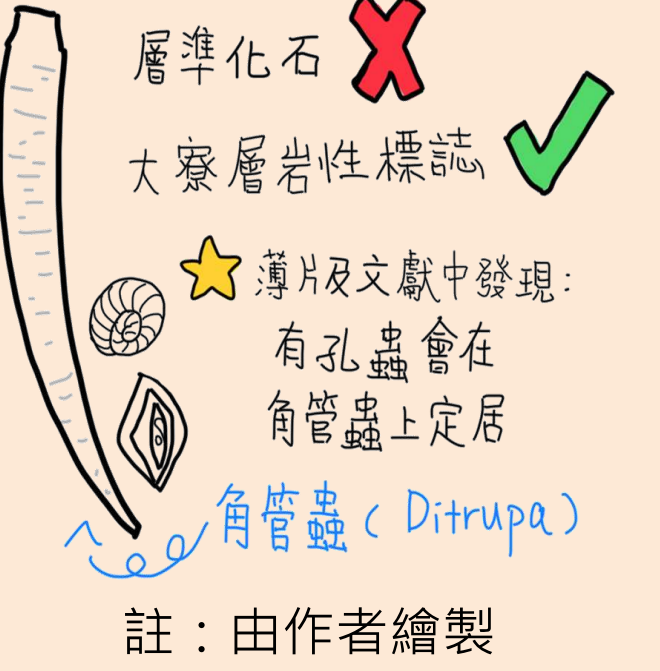 層準化石
大寮層岩性標誌
薄片及文獻中發現:
有孔蟲會在
角管蟲上定居
角管蟲(Ditrupa)
註：由作者繪製